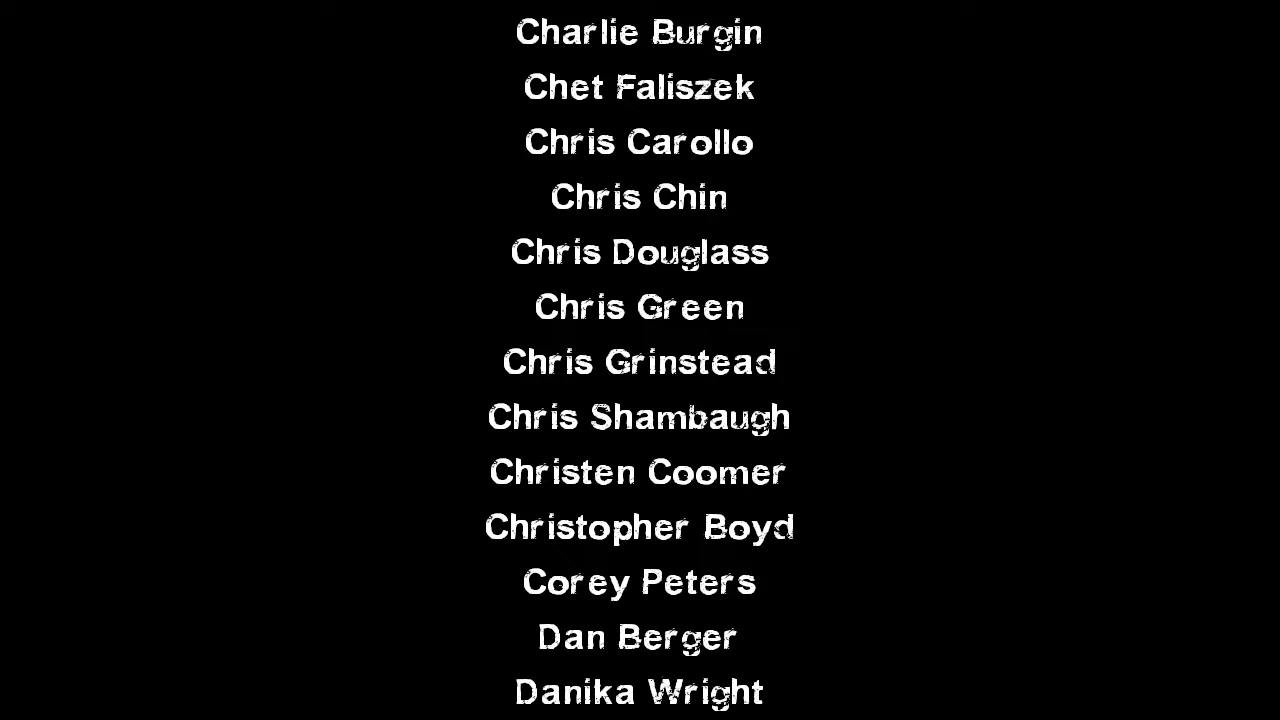 Charlie Burgin
Chet Faliszek
Chris Carollo
Chris Chin
Chris Douglass
Chris Green
Chris Grinstead
Chris Shambaugh
Christen Coomer
Christopher Boyd
Corey Peters
Dan Berger
Danika Wright